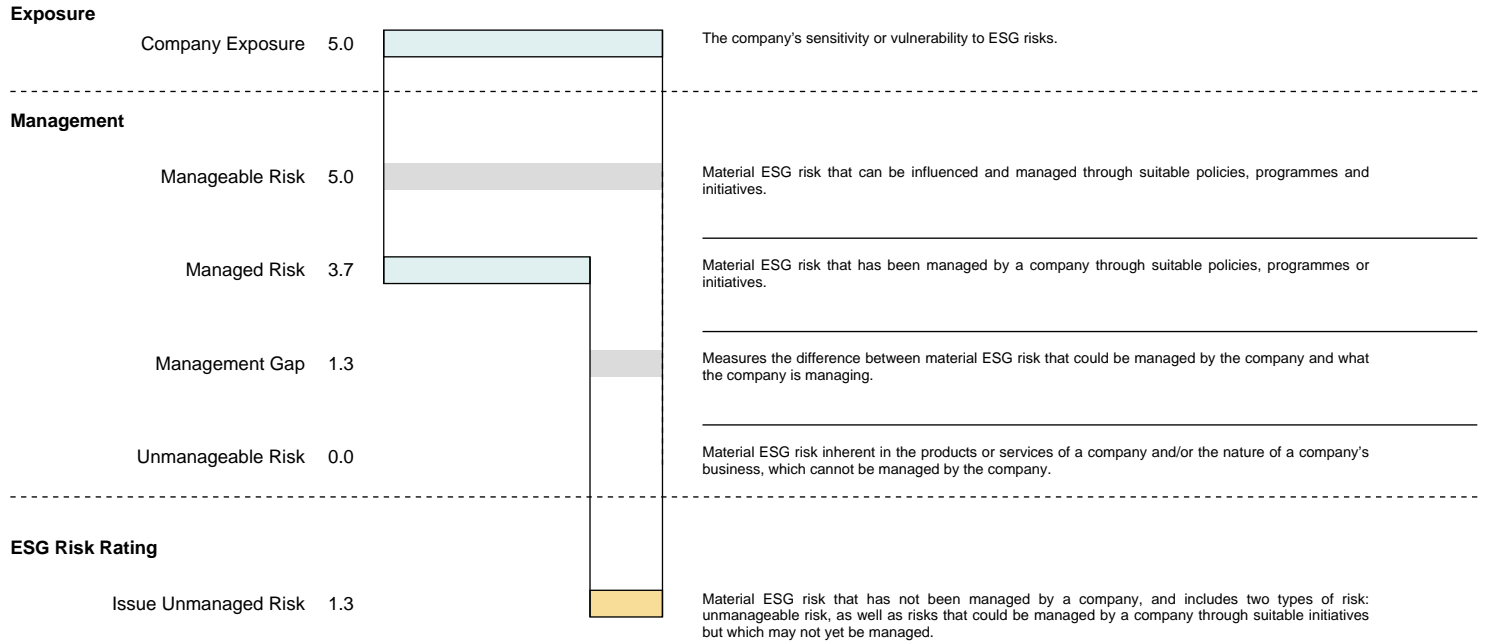 Exposure
Company Exposure 5.0
The company’s sensitivity or vulnerability to ESG risks.
Management
Manageable Risk 5.0
Material ESG risk that can be influenced and managed through suitable policies, programmes and
initiatives.
Managed Risk 3.7
Material ESG risk that has been managed by a company through suitable policies, programmes or
initiatives.
Management Gap 1.3
Measures the difference between material ESG risk that could be managed by the company and what
the company is managing.
Unmanageable Risk 0.0
Material ESG risk inherent in the products or services of a company and/or the nature of a company’s
business, which cannot be managed by the company.
ESG Risk Rating
Issue Unmanaged Risk 1.3
Material ESG risk that has not been managed by a company, and includes two types of risk:
unmanageable risk, as well as risks that could be managed by a company through suitable initiatives
but which may not yet be managed.